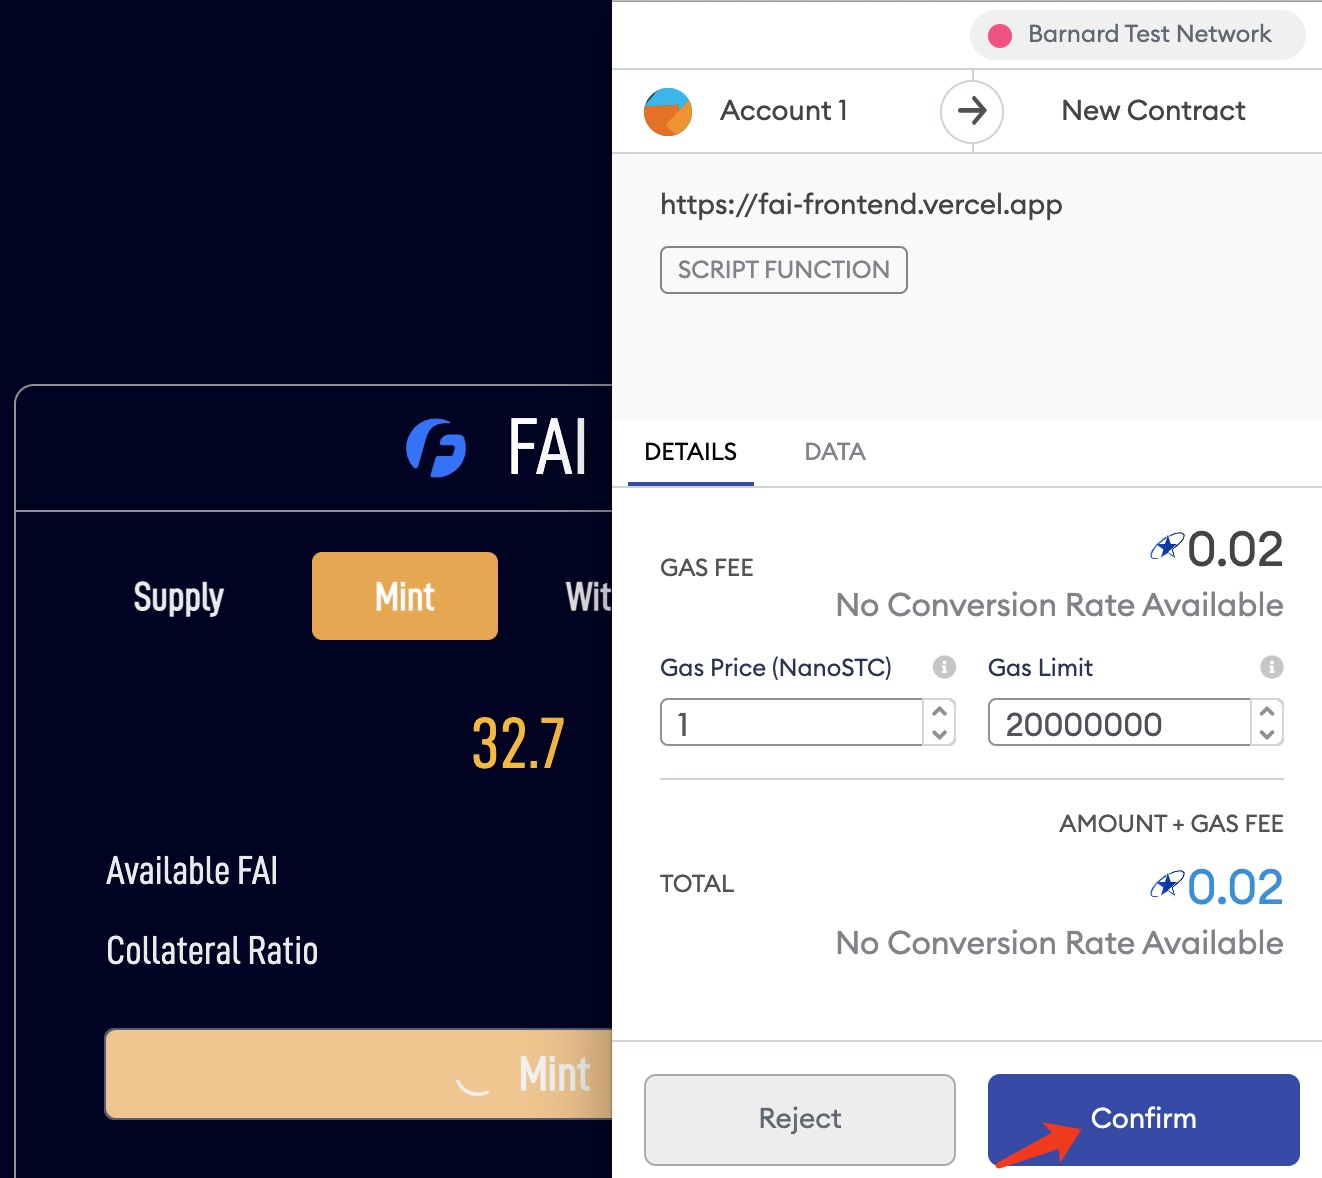 Barnard Test Network
Account 1
New Contract
https://fai-frontend.vercel.app
SCRIPT FUNCTION
DETAILS
DATA
GAS FEE
0.02
No Conversion Rate Available
Gas Price (NanoSTC)
Gas Limit
1
20000000
AMOUNT + GAS FEE
TOTAL
0.02
No Conversion Rate Available
Reject
Confirm
FAI
Supply
Mint
Wit
32.7
Available FAI
Collateral Ratio
Mint